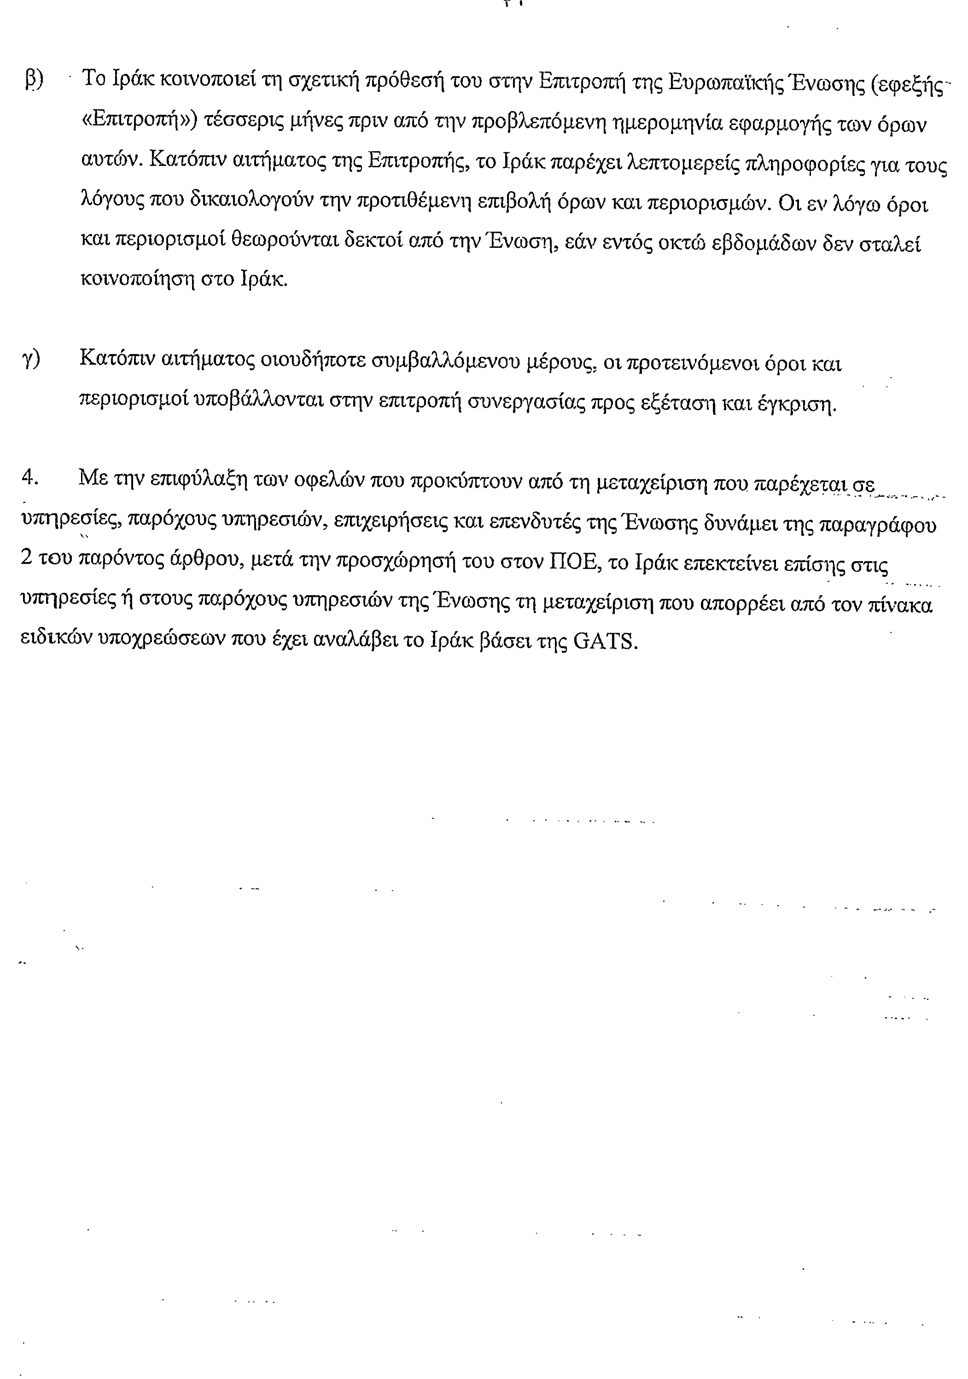 β) Το Ιράκ κοινοποιεί τη σχετική πρόθεσή του στην Επιτροπή της Ευρωπαϊκής Ένωσης (εφεξής
«Επιτροπή») τέσσερις μήνες πριν από την προβλεπόμενη ημερομηνία εφαρμογής των όρων
αυτών. Κατόπιν αιτήματος της Επιτροπής, το Ιράκ παρέχει λεπτομερείς πληροφορίες για τους
λόγους που δικαιολογούν την προτιθέμενη επιβολή όρων και περιορισμών. Οι εν λόγω όροι
και περιορισμοί θεωρούνται δεκτοί από την Ένωση, εάν εντός οκτώ εβδομάδων δεν σταλεί
κοινοποίηση στο Ιράκ.
γ) Κατόπιν αιτήματος οιουδήποτε συμβαλλόμενου μέρους, οι προτεινόμενοι όροι και
περιορισμοί υποβάλλονται στην επιτροπή συνεργασίας προς εξέταση και έγκριση.
4. Με την επιφύλαξη των οφελών που προκύπτουν από τη μεταχείριση που παρέχεται σε
υπηρεσίες, παρόχους υπηρεσιών, επιχειρήσεις και επενδυτές της Ένωσης δυνάμει της παραγράφου
2 του παρόντος άρθρου, μετά την προσχώρησή του στον ΠΟΕ, το Ιράκ επεκτείνει επίσης στις
υπηρεσίες ή στους παρόχους υπηρεσιών της Ένωσης τη μεταχείριση που απορρέει από τον πίνακα
ειδικών υποχρεώσεων που έχει αναλάβει το Ιράκ βάσει της GATS.